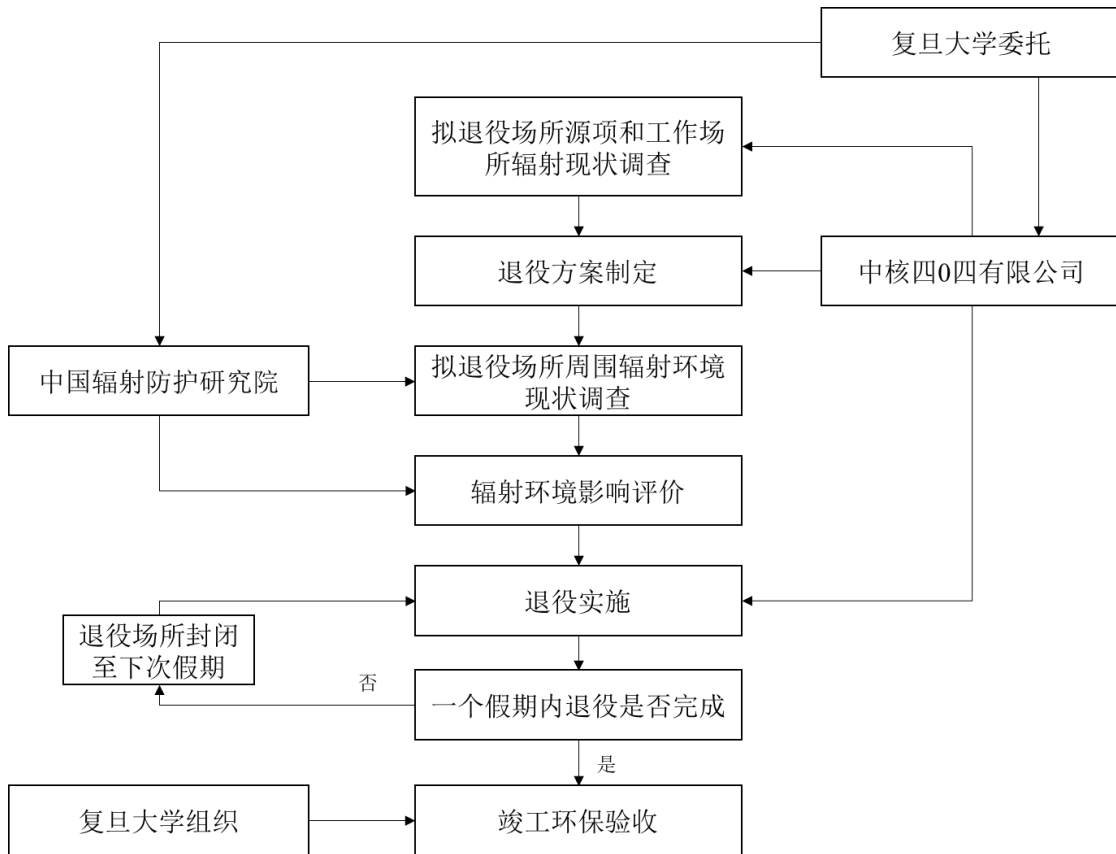 复旦大学委托
拟退役场所源项和工作场
所辐射现状调查
退役方案制定
中核四0四有限公司
中国辐射防护研究院
拟退役场所周围辐射环境
现状调查
辐射环境影响评价
退役实施
退役场所封闭
至下次假期
否
一个假期内退役是否完成
是
复旦大学组织
竣工环保验收